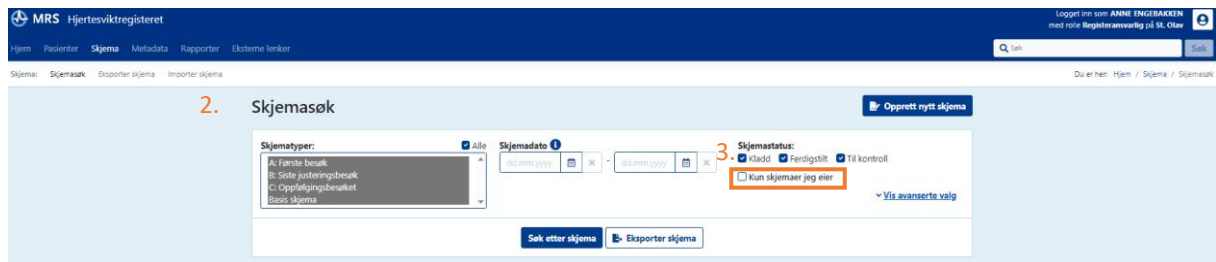 MRS Hjertesviktregisteret
Logget inn som ANNE ENGEBAKKEN
med rolle Registeransvarlig på St. Olav
Hjem Pasienter Skjema Metadata Rapporter Eksterne lenker
Søk Søk
Skjema: Skjemasøk Eksporter skjema Importer skjema
Du er her: Hjem / Skjema / Skjemasøk
2. Skjemasøk
Opprett nytt skjema
Skjematyper: Alle Skjemadato
3. Skjemastatus:
A: Første besøk
B: Siste justeringsbesøk
C: Oppfølgingsbesøket
Basis skjema
dd.mm.yyyy - dd.mm.yyyy
Kladd Ferdigstilt Til kontroll
Kun skjemaer jeg eier
Vis avanserte valg
Søk etter skjema Eksporter skjema